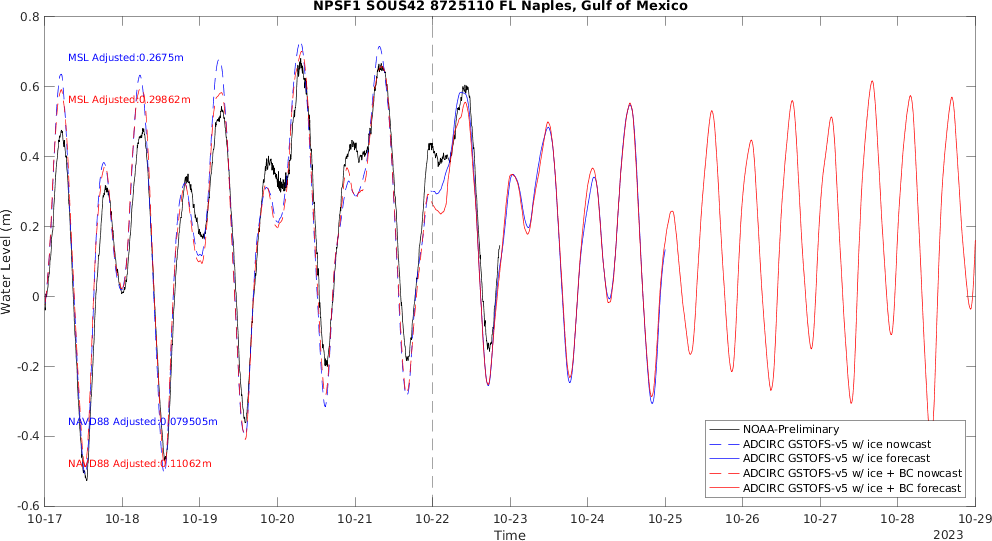 NPSF1 SOUS42 8725110 FL Naples, Gulf of Mexico
0.8
0.6
0.4
0.2
0
-0.2
-0.4
-0.6
Water Level (m)
MSL Adjusted:0.2675m
MSL Adjusted:0.29862m
NAVD88 Adjusted:0.079505m
NAVD88 Adjusted:0.11062m
NOAA-Preliminary
ADCIRC GSTOFS-v5 w/ ice nowcast
ADCIRC GSTOFS-v5 w/ ice forecast
ADCIRC GSTOFS-v5 w/ ice + BC nowcast
ADCIRC GSTOFS-v5 w/ ice + BC forecast
10-17 10-18 10-19 10-20 10-21 10-22 10-23 10-24 10-25 10-26 10-27 10-28 10-29
Time
2023